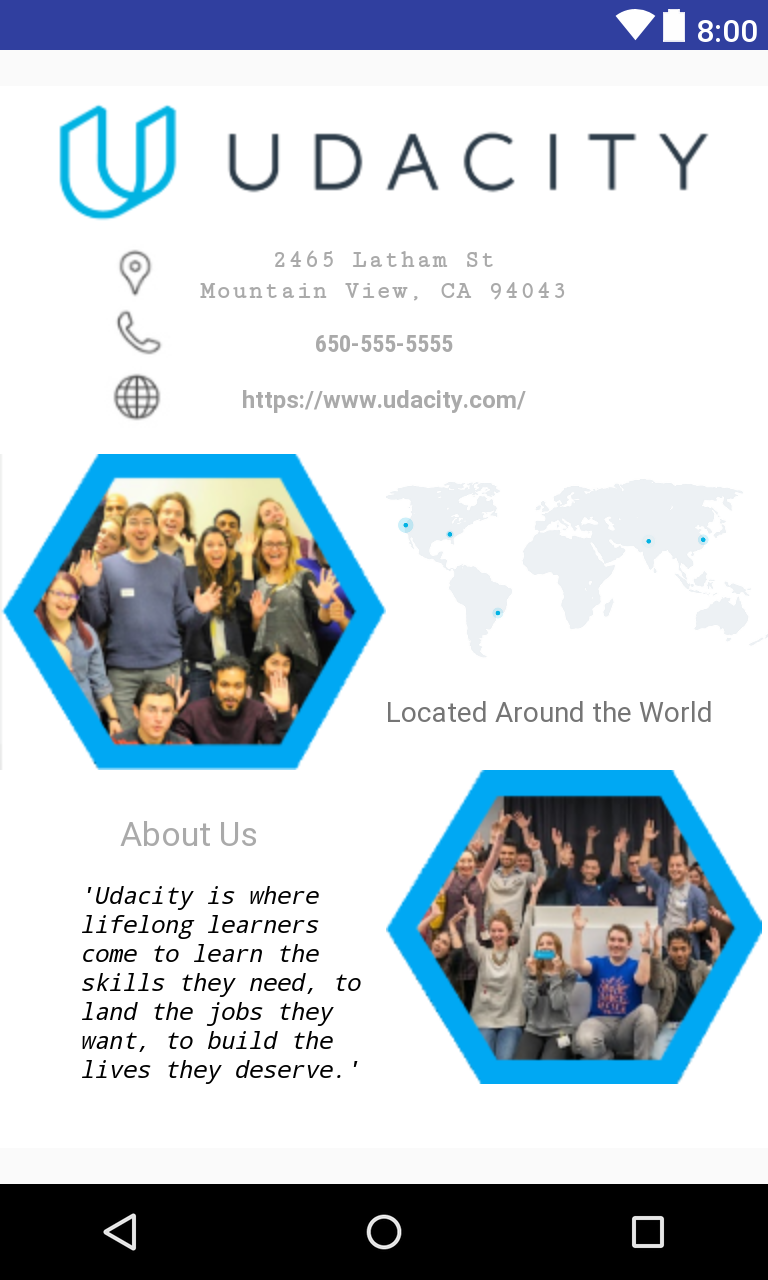 8:00
UDACITY
2465 Latham St
Mountain View, CA 94043
650-555-5555
https://www.udacity.com/
Located Around the World
About Us
'Udacity is where
lifelong learners
come to learn the
skills they need, to
land the jobs they
want, to build the
lives they deserve.'